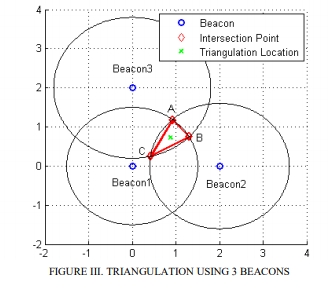 4
3
2
1
0
-1
-2
-2
-1
0
1
2
3
4
Beacon
Intersection Point
Triangulation Location
Beacon3
A
B
C
Beacon1
Beacon2
FIGURE III. TRIANGULATION USING 3 BEACONS